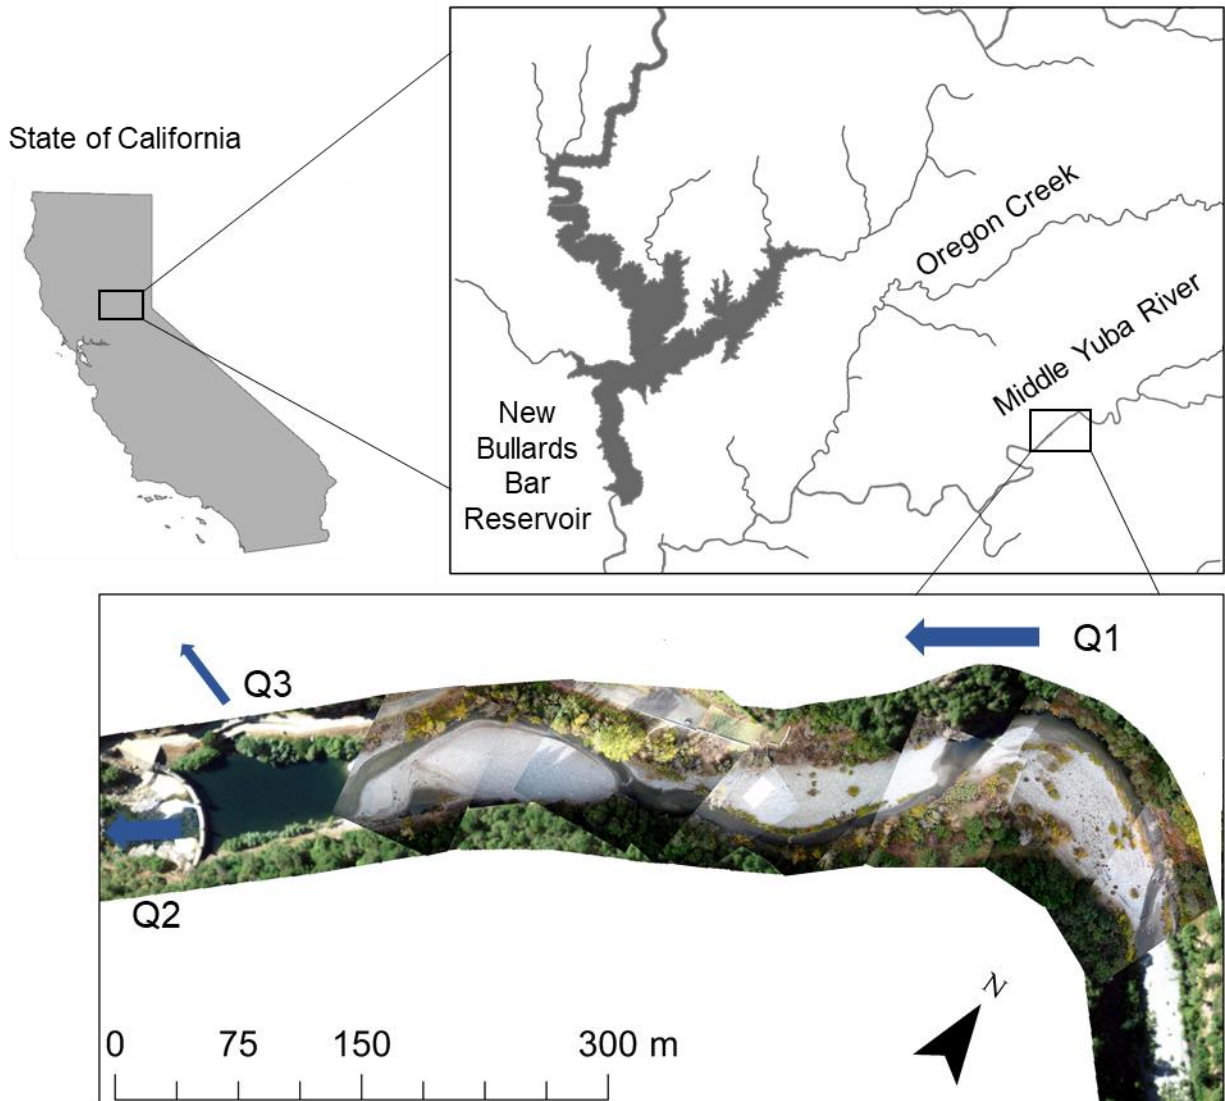 State of California
Oregon Creek
Middle Yuba River
New
Bullards
Bar
Reservoir
Q1
Q3
Q2
N
0 75 150 300 m